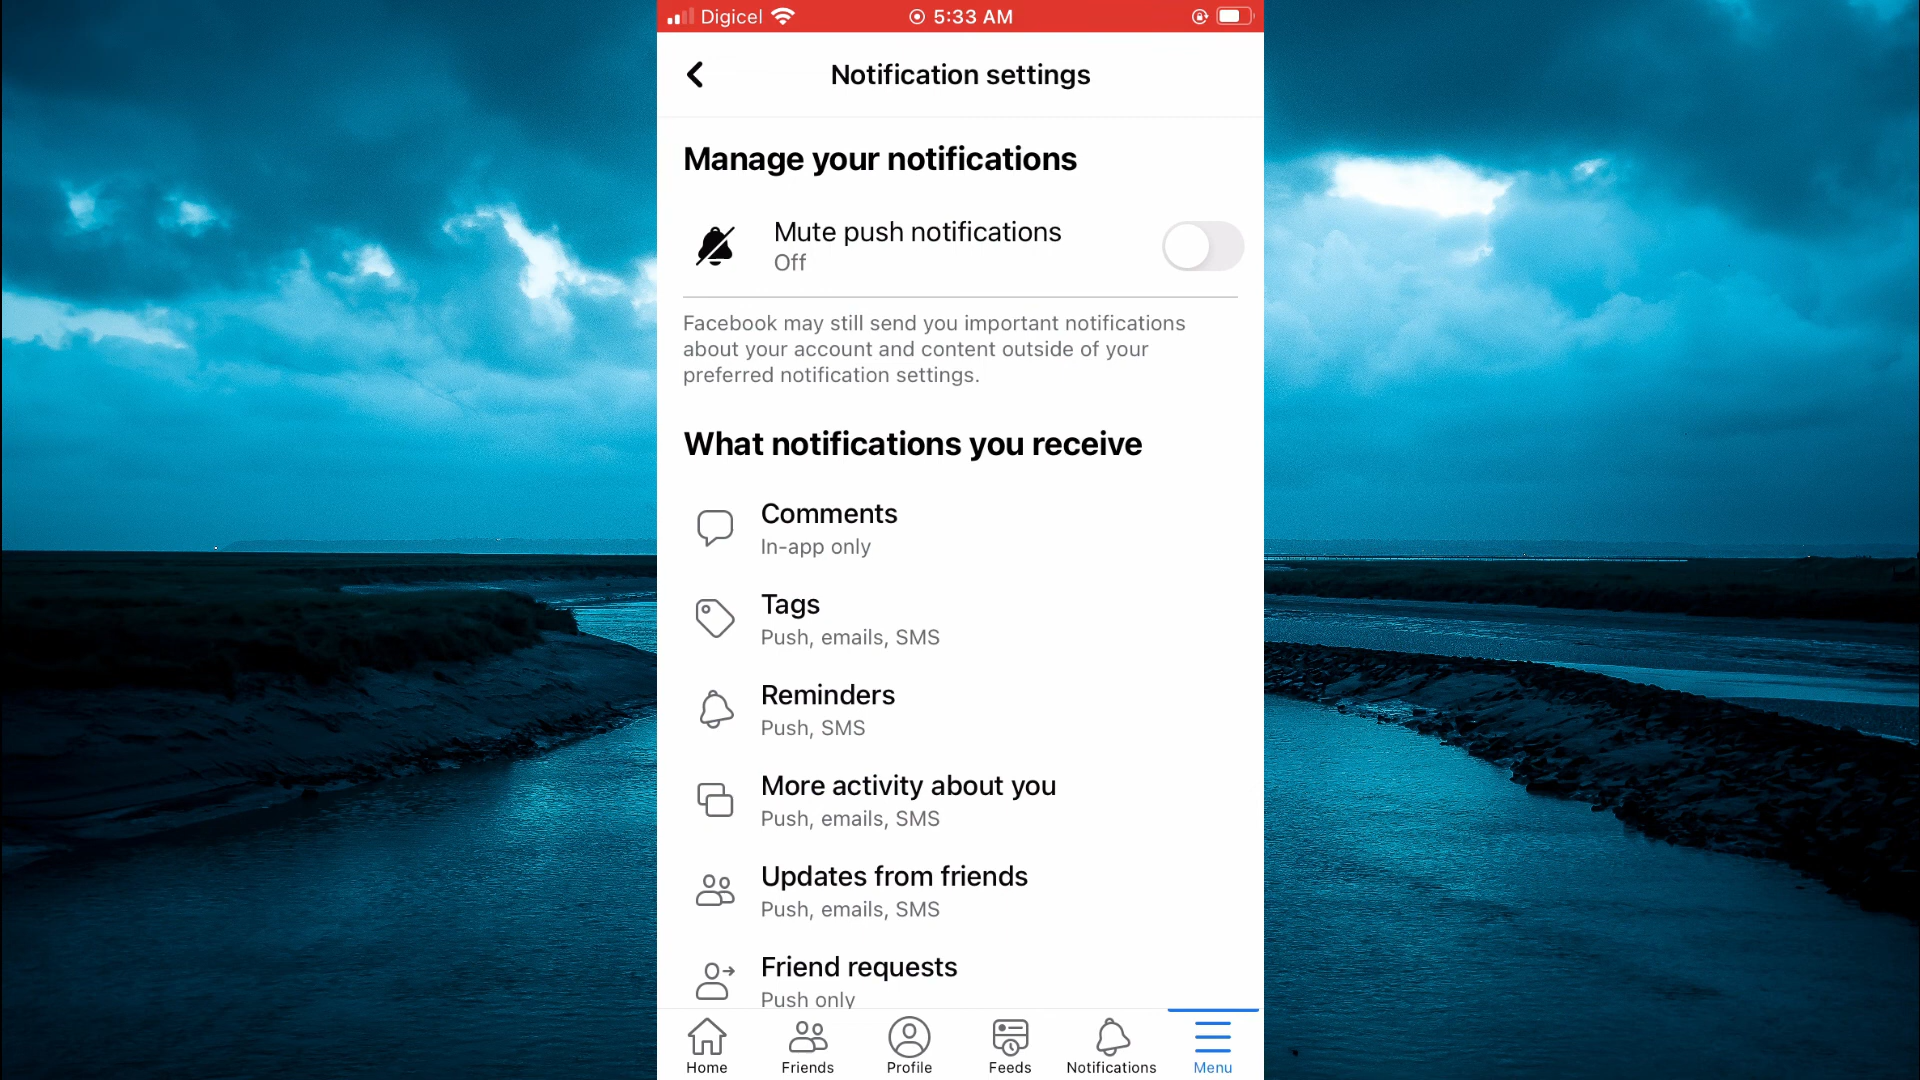 Digicel 5:33 AM
Notification settings
Manage your notifications
Mute push notifications
Off
Facebook may still send you important notifications
about your account and content outside of your
preferred notification settings.
What notifications you receive
Comments
In-app only
Tags
Push, emails, SMS
Reminders
Push, SMS
More activity about you
Push, emails, SMS
Updates from friends
Push, emails, SMS
Friend requests
Push only
Home Friends Profile Feeds Notifications Menu